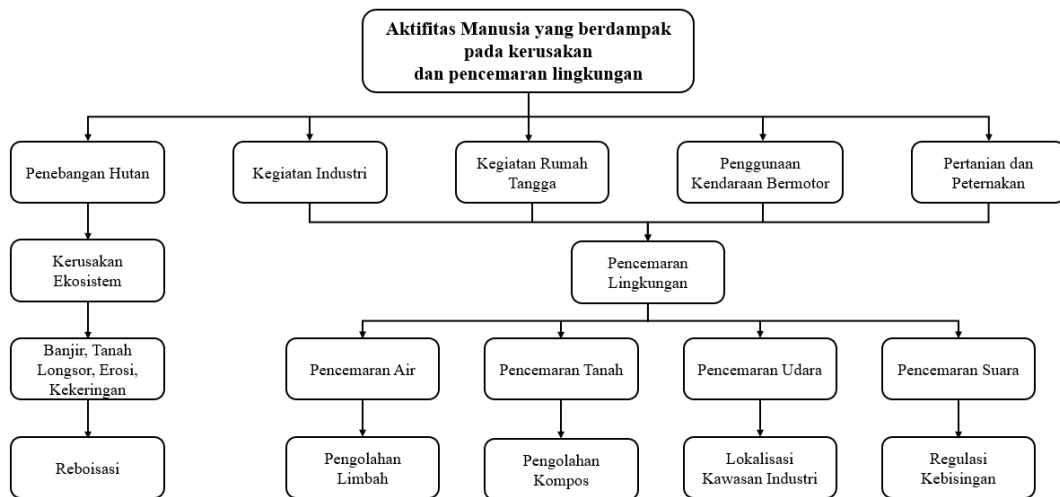 Aktifitas Manusia yang berdampak
pada kerusakan
dan pencemaran lingkungan
Penebangan Hutan
Kegiatan Industri
Kegiatan Rumah
Tangga
Penggunaan
Kendaraan Bermotor
Pertanian dan
Peternakan
Kerusakan
Ekosistem
Pencemaran
Lingkungan
Banjir, Tanah
Longsor, Erosi,
Kekeringan
Pencemaran Air
Pencemaran Tanah
Pencemaran Udara
Pencemaran Suara
Reboisasi
Pengolahan
Limbah
Pengolahan
Kompos
Lokalisasi
Kawasan Industri
Regulasi
Kebisingan